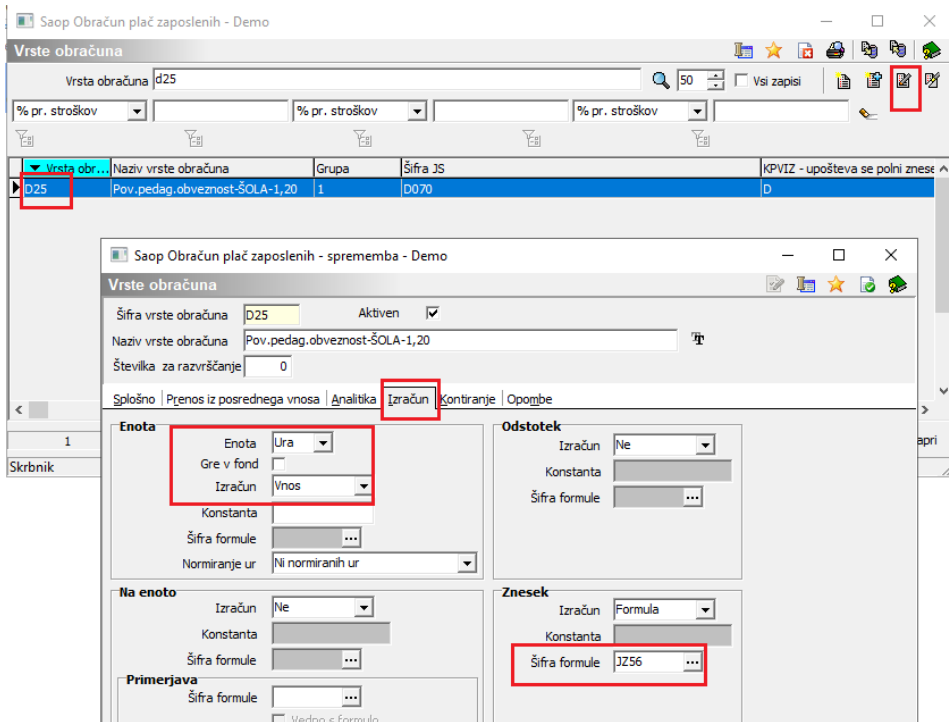 Saop Obračun plač zaposlenih - Demo
Vrste obračuna
Vrsta obračuna d25 50 Vsi zapisi
% pr. stroškov % pr. stroškov % pr. stroškov
Vrsta obr... Naziv vrste obračuna Grupa Šifra JS KPVIZ - upošteva se polni znese
D25 Pov.pedag.obveznost-ŠOLA-1,20 1 D070 D
Saop Obračun plač zaposlenih - sprememba - Demo
Vrste obračuna
Šifra vrste obračuna D25 Aktiven
Naziv vrste obračuna Pov.pedag.obveznost-ŠOLA-1,20
Številka za razvrščanje 0
Splošno Prenos iz posrednega vnosa Analitika Izračun Kontiranje Opombe
1 apri
Skrbnik
Enota
Enota Ura
Gre v fond
Izračun Vnos
Konstanta
Šifra formule ...
Normiranje ur Ni normiranih ur
Odstotek
Izračun Ne
Konstanta
Šifra formule ...
Na enoto
Izračun Ne
Konstanta
Šifra formule ...
Primerjava
Šifra formule ...
Vedno s formulo
Znesek
Izračun Formula
Konstanta
Šifra formule JZ56 ...